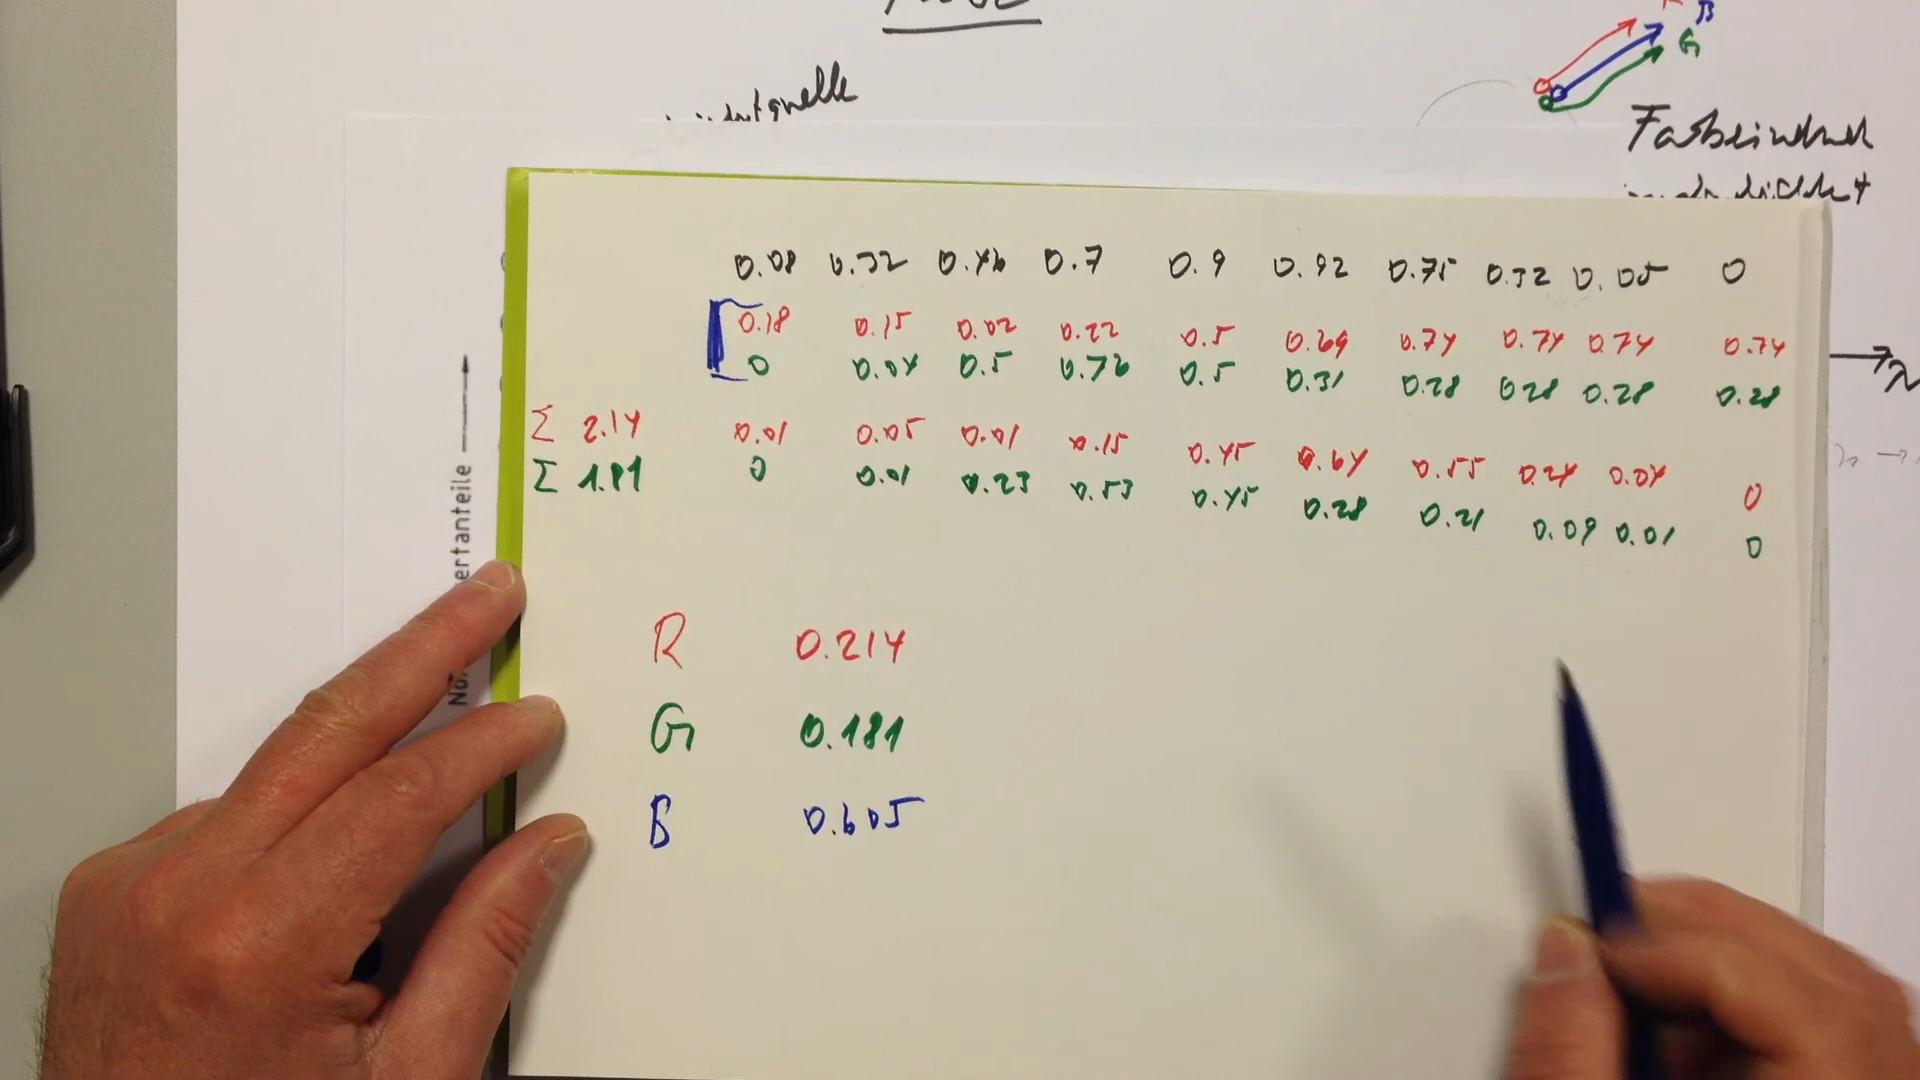 R B
G
Farbeindruck
0.08 0.32 0.46 0.7 0.9 0.92 0.75 0.32 0.05 0
0.18 0.15 0.02 0.22 0.5 0.69 0.74 0.74 0.74 0.74
0 0.04 0.5 0.76 0.5 0.31 0.28 0.28 0.28 0.28
Σ 2.14 0.01 0.05 0.01 0.15 0.45 0.64 0.55 0.24 0.04 0
Σ 1.81 0 0.01 0.23 0.53 0.45 0.28 0.21 0.09 0.01 0
R 0.214
G 0.181
B 0.605
ertanteile